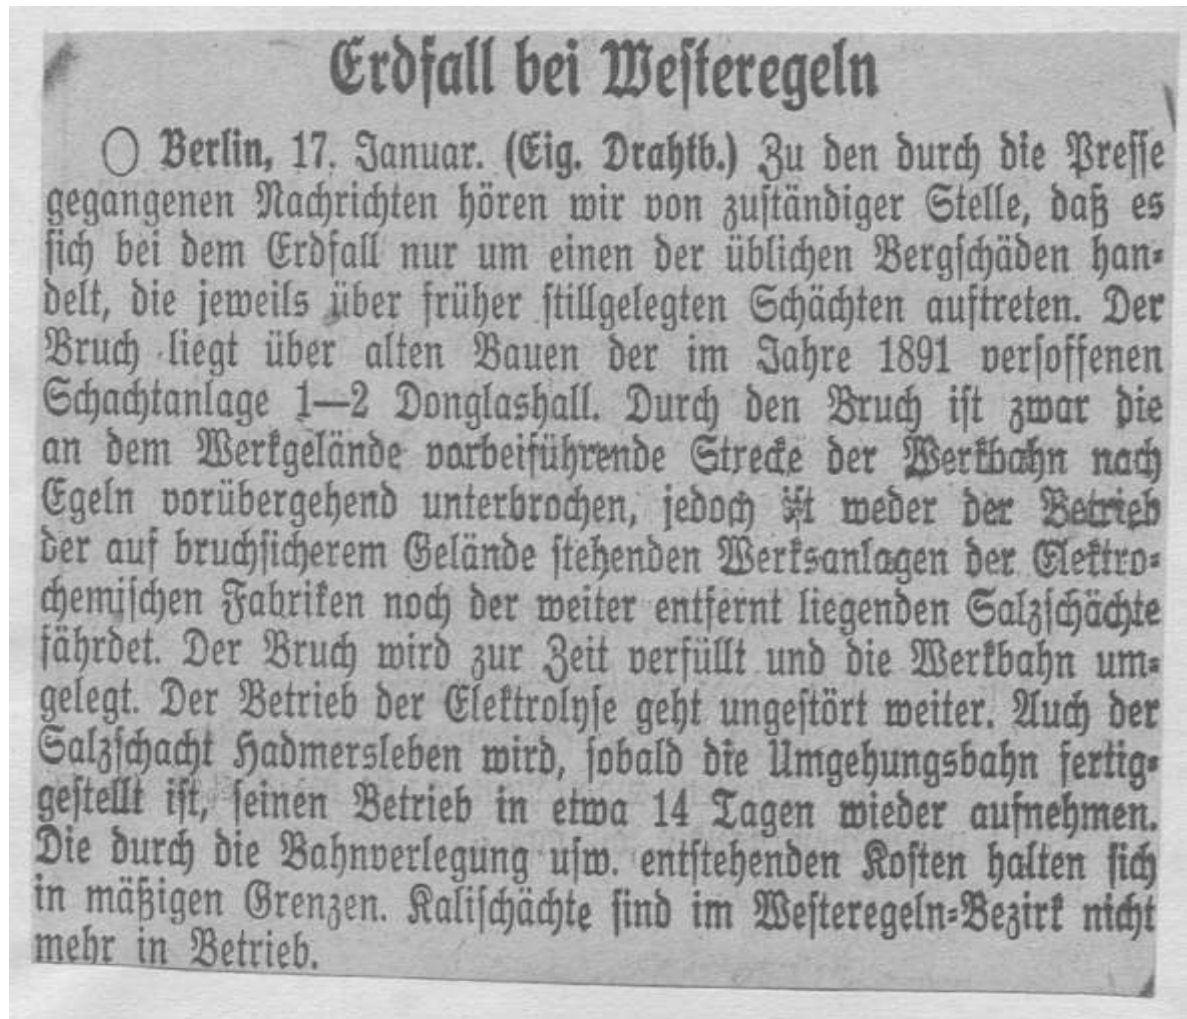 Erdfall bei Westeregeln
○ Berlin, 17. Januar. (Eig. Drahtb.) Zu den durch die Presse
gegangenen Nachrichten hören wir von zuständiger Stelle, daß es
sich bei dem Erdfall nur um einen der üblichen Bergschäden han-
delt, die jeweils über früher stillgelegten Schächten auftreten. Der
Bruch liegt über alten Bauen der im Jahre 1891 versoffenen
Schachtanlage 1—2 Donglashall. Durch den Bruch ist zwar die
an dem Werkgelände vorbeiführende Strecke der Werkbahn nach
Egeln vorübergehend unterbrochen, jedoch ist weder der Betrieb
der auf bruchsicherem Gelände stehenden Werksanlagen der Elektro-
chemischen Fabriken noch der weiter entfernt liegenden Salzschächte
fährdet. Der Bruch wird zur Zeit verfüllt und die Werkbahn um-
gelegt. Der Betrieb der Elektrolyse geht ungestört weiter. Auch der
Salzschacht Hadmersleben wird, sobald die Umgehungsbahn fertig-
gestellt ist, seinen Betrieb in etwa 14 Tagen wieder aufnehmen.
Die durch die Bahnverlegung usw. entstehenden Kosten halten sich
in mäßigen Grenzen. Kalischächte sind im Westeregeln-Bezirk nicht
mehr in Betrieb.